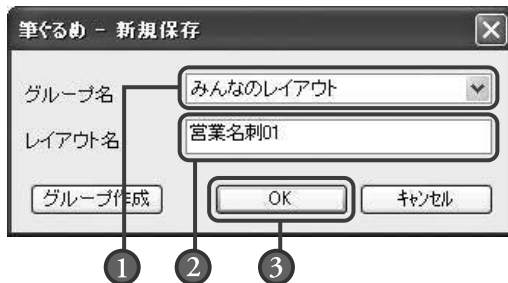 筆ぐるめ - 新規保存
グループ名
みんなのレイアウト
レイアウト名
営業名刺01
グループ作成
OK
キャンセル
1
2
3